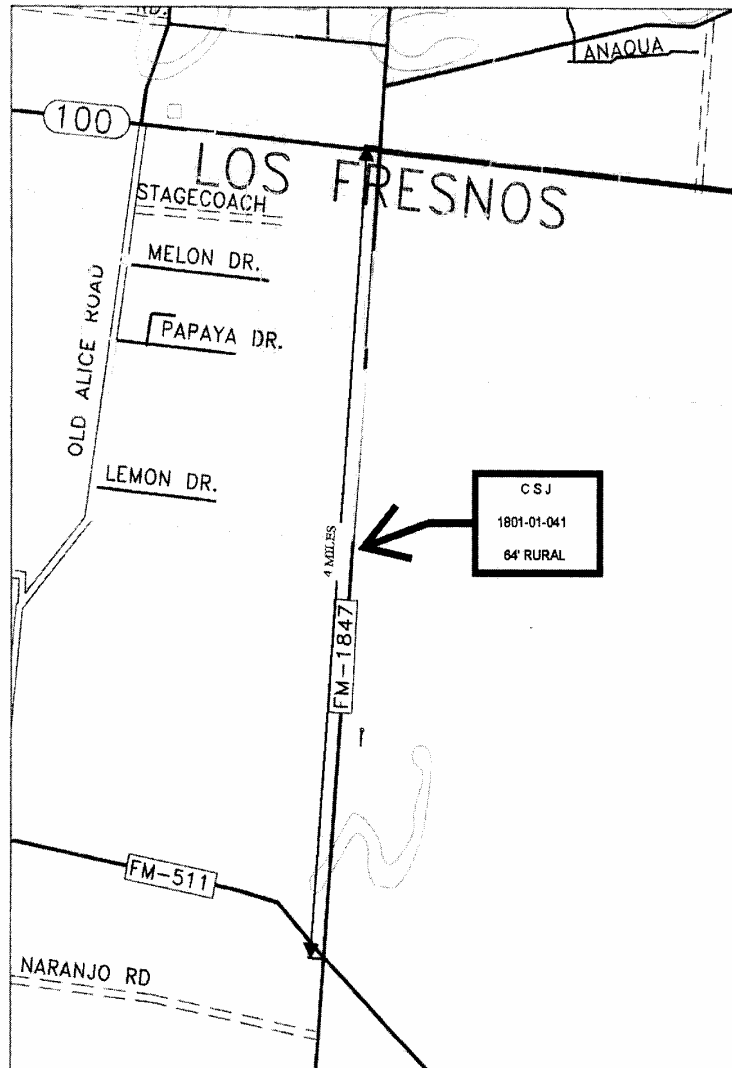 RD.
ANAQUA
100
LOS FRESNOS
STAGECOACH
MELON DR.
OLD ALICE ROAD
PAPAYA DR.
LEMON DR.
CSJ
1801-01-041
64' RURAL
4 MILES
FM-1847
FM-511
NARANJO RD